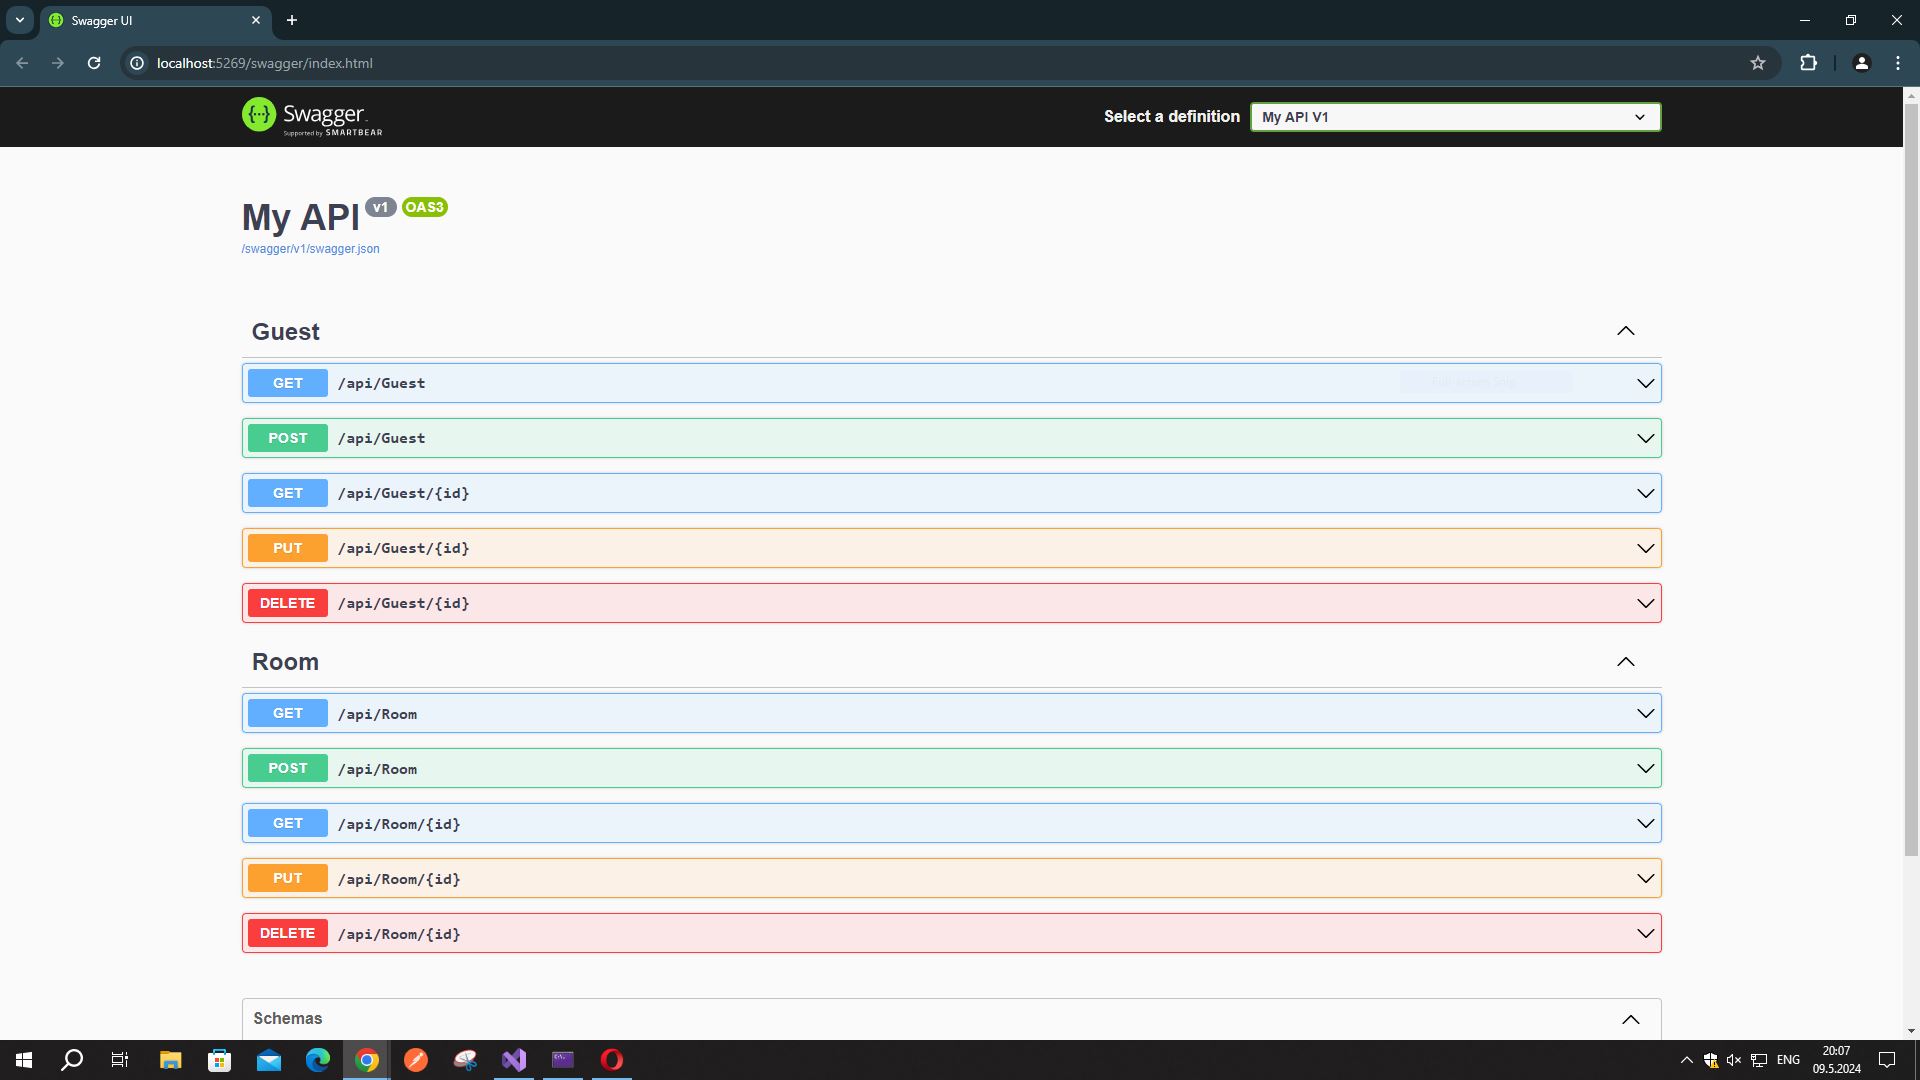 Swagger UI
localhost:5269/swagger/index.html
Swagger
Supported by SMARTBEAR
Select a definition
My API V1
My API v1 OAS3
/swagger/v1/swagger.json
Guest
GET /api/Guest
POST /api/Guest
GET /api/Guest/{id}
PUT /api/Guest/{id}
DELETE /api/Guest/{id}
Room
GET /api/Room
POST /api/Room
GET /api/Room/{id}
PUT /api/Room/{id}
DELETE /api/Room/{id}
Schemas
ENG
20:07
09.5.2024